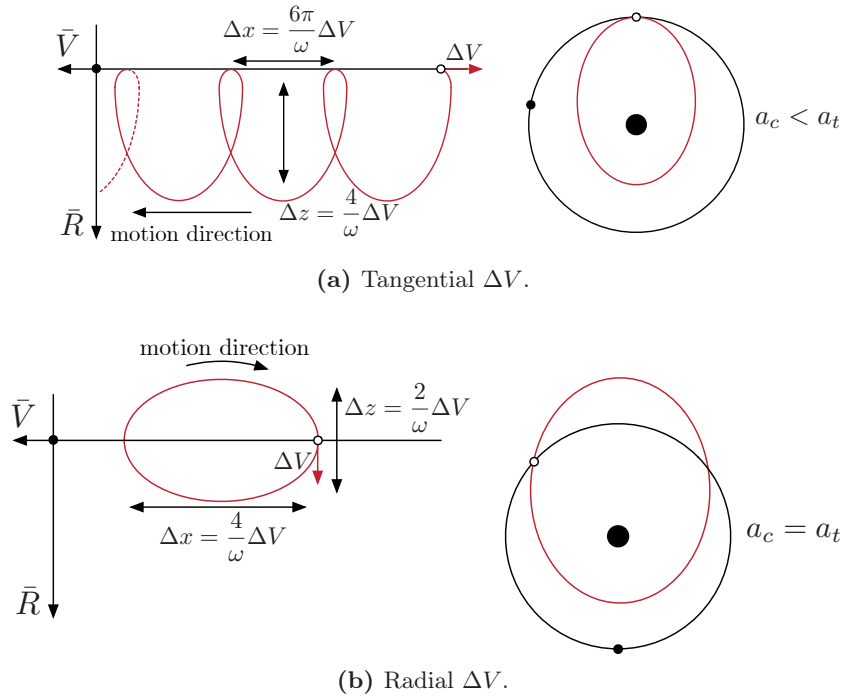 V̄
Δx = 6π/ω ΔV
ΔV
a_c < a_t
R̄
Δz = 4/ω ΔV
motion direction
(a) Tangential ΔV.
motion direction
V̄
Δz = 2/ω ΔV
ΔV
Δx = 4/ω ΔV
a_c = a_t
R̄
(b) Radial ΔV.